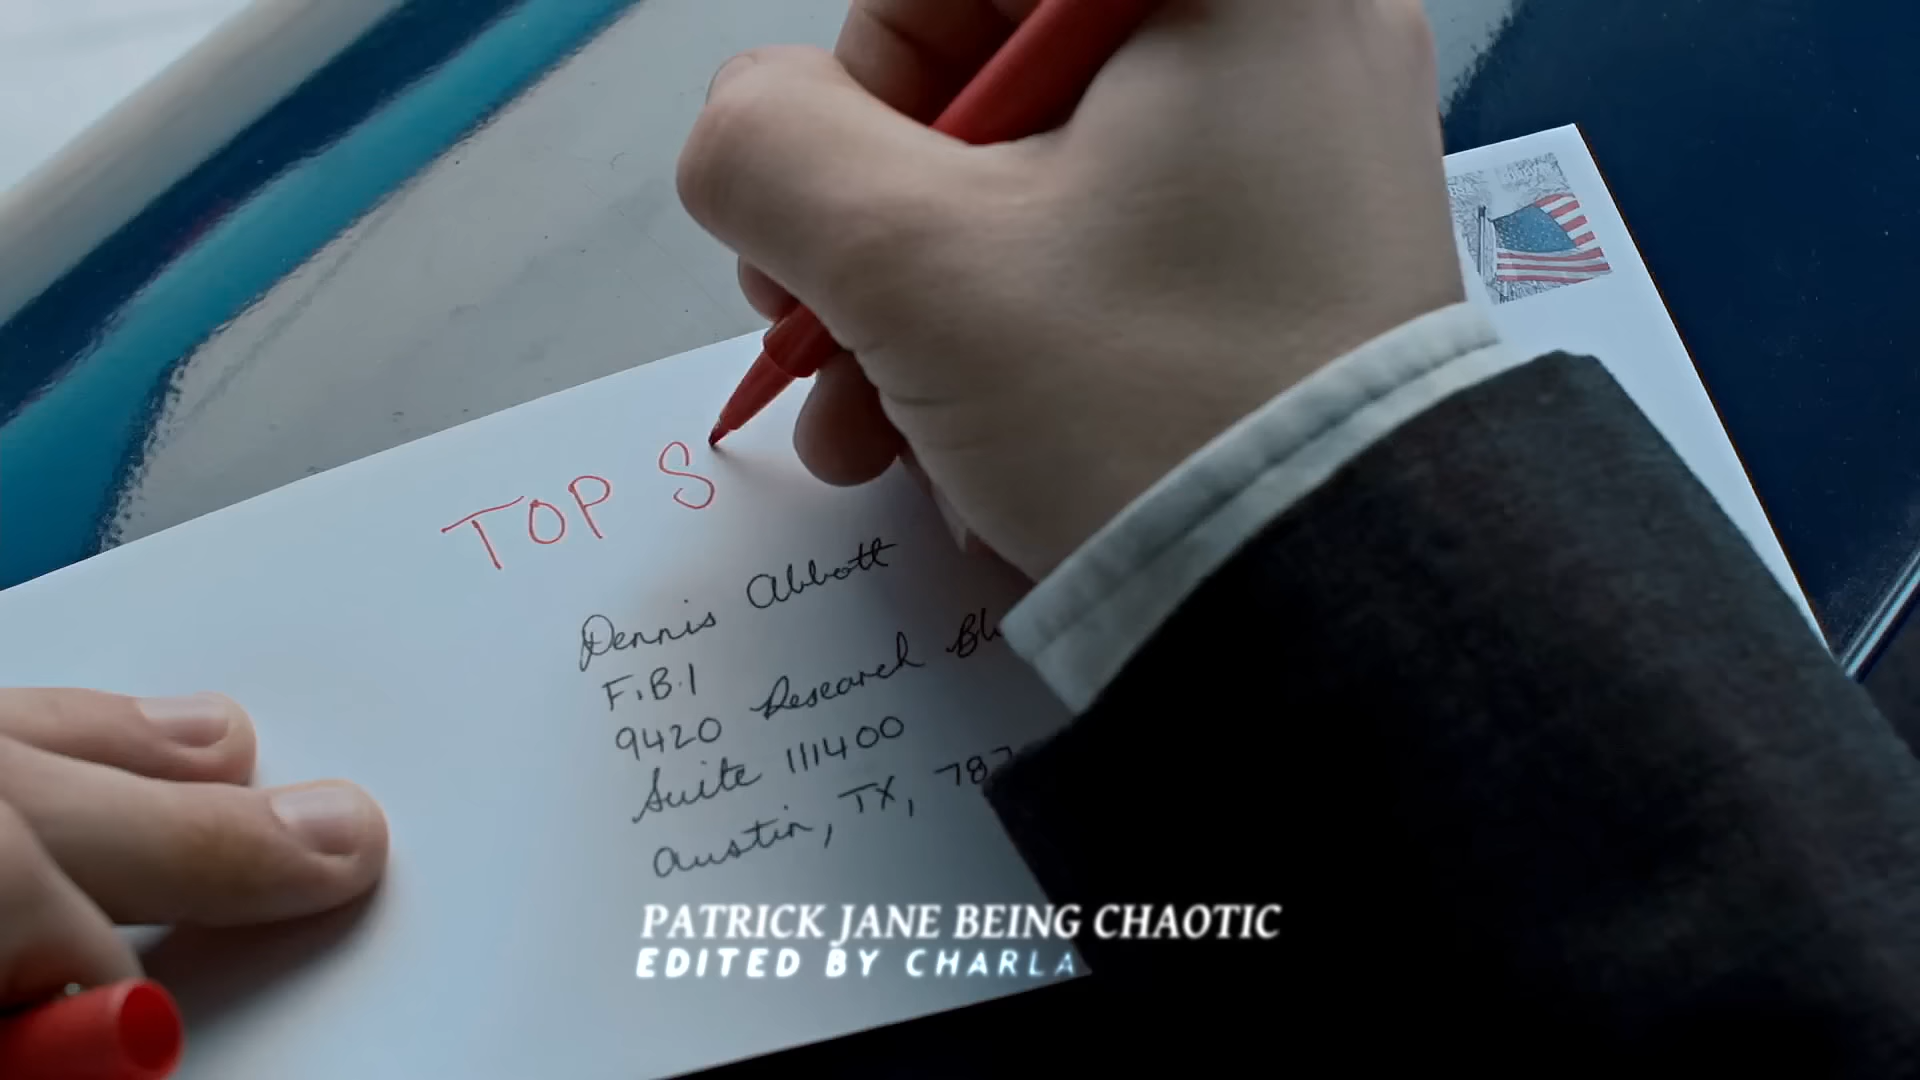 TOP S
Dennis Abbott
F.B.I
9420 Research
Suite 111400
Austin, TX,
PATRICK JANE BEING CHAOTIC
EDITED BY CHARLA